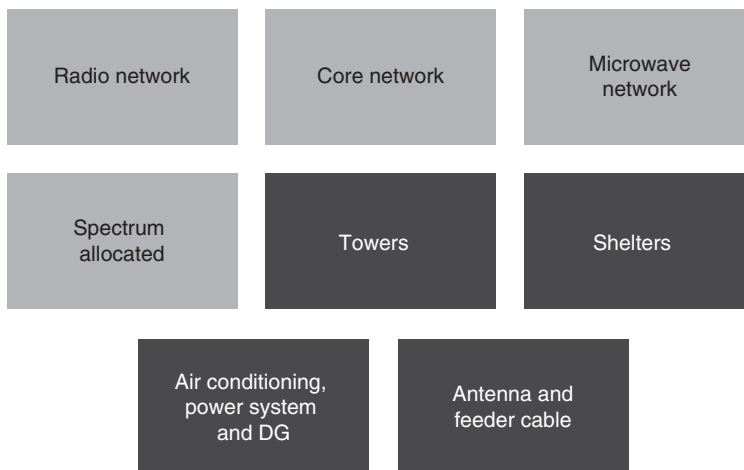 Radio network
Core network
Microwave
network
Spectrum
allocated
Towers
Shelters
Air conditioning,
power system
and DG
Antenna and
feeder cable